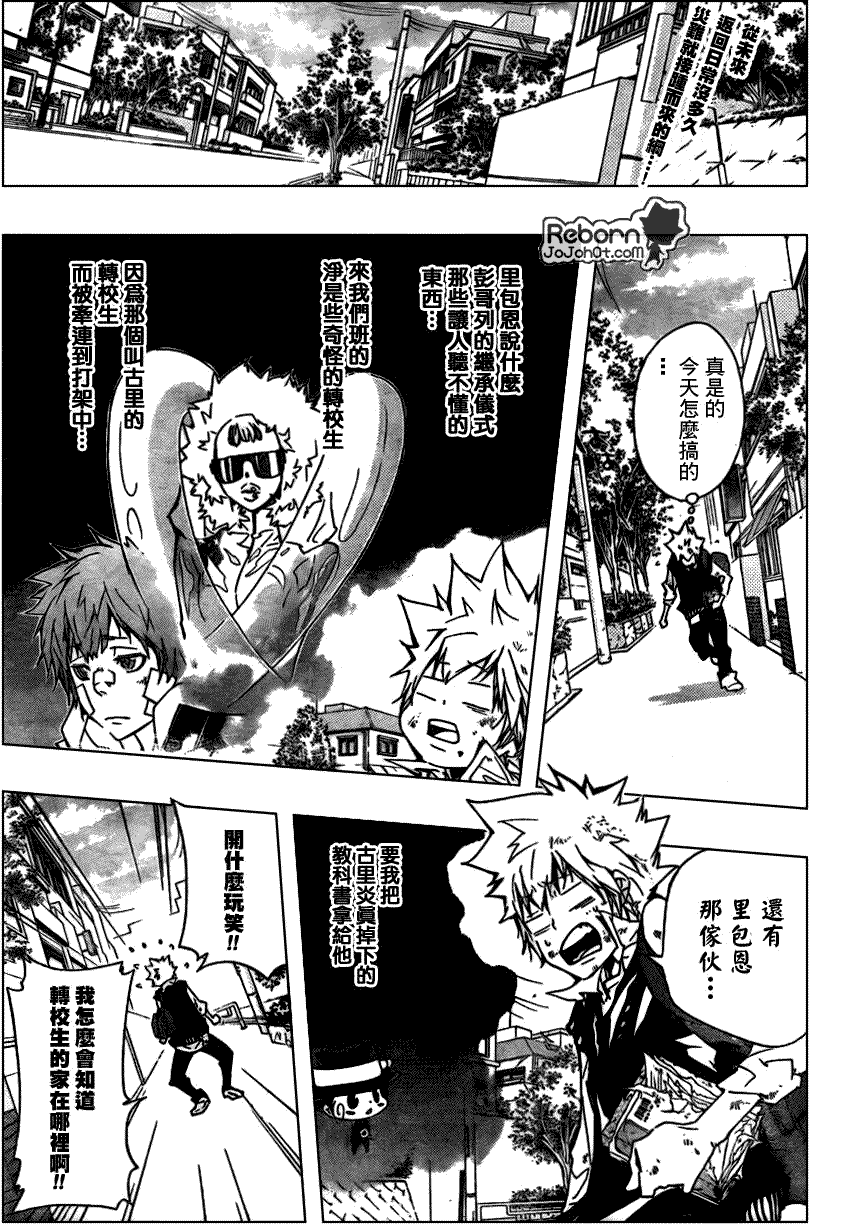 從未來
返回日常沒多久
災難就接踵而來的綱……
Reborn
JoJoHOt.com
真是的
今天怎麼搞的
…
…
里包恩說什麼
彭哥列的繼承儀式
那些讓人聽不懂的
東西…
來我們班的
淨是些奇怪的轉校生
因為那個叫古里的
轉校生
而被牽連到打架中…
還有
里包恩
那傢伙…
要我把
古里炎真掉下的
教科書拿給他
開什麼玩笑!!
我怎麼會知道
轉校生的家在哪裡啊!!